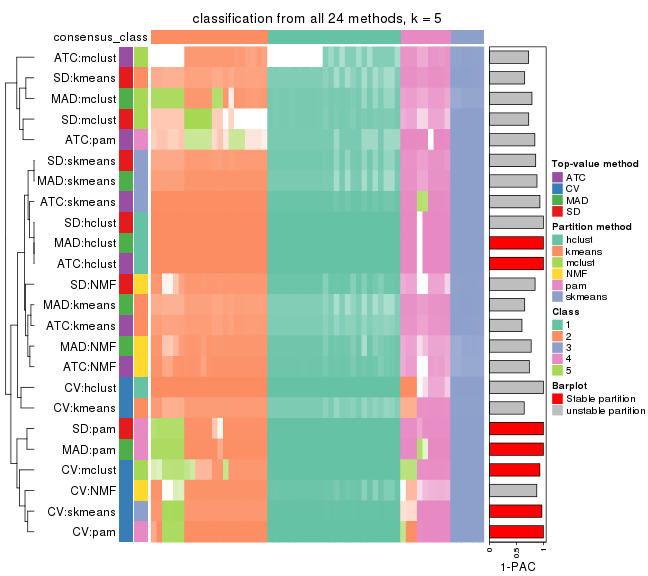 classification from all 24 methods, k = 5
consensus_class
ATC:mclust
SD:kmeans
MAD:mclust
SD:mclust
ATC:pam
SD:skmeans
MAD:skmeans
ATC:skmeans
SD:hclust
MAD:hclust
ATC:hclust
SD:NMF
MAD:kmeans
ATC:kmeans
MAD:NMF
ATC:NMF
CV:hclust
CV:kmeans
SD:pam
MAD:pam
CV:mclust
CV:NMF
CV:skmeans
CV:pam
0
0.5
1
1-PAC
Top-value method
ATC
CV
MAD
SD
Partition method
hclust
kmeans
mclust
NMF
pam
skmeans
Class
1
2
3
4
5
Barplot
Stable partition
unstable partition